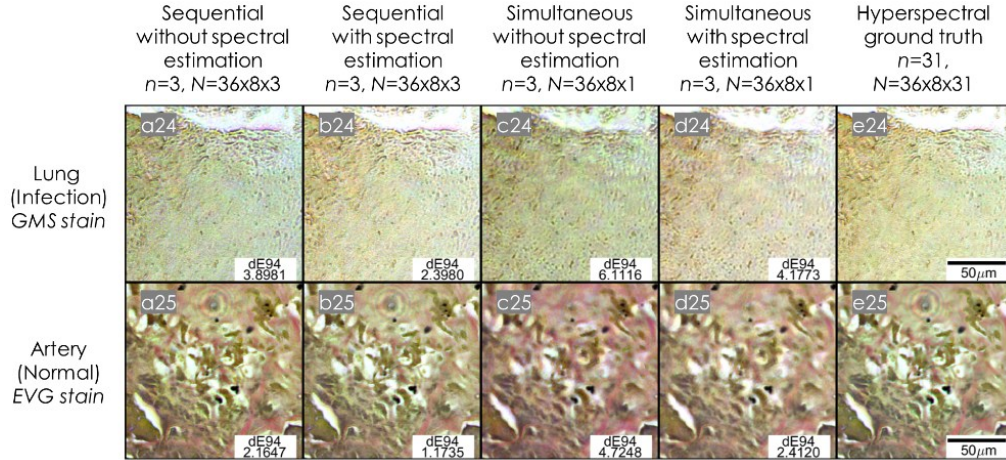 Sequential
without spectral
estimation
n=3, N=36x8x3
Sequential
with spectral
estimation
n=3, N=36x8x3
Simultaneous
without spectral
estimation
n=3, N=36x8x1
Simultaneous
with spectral
estimation
n=3, N=36x8x1
Hyperspectral
ground truth
n=31,
N=36x8x31
Lung
(Infection)
GMS stain
a24
dE94
3.8981
b24
dE94
2.3980
c24
dE94
6.1116
d24
dE94
4.1773
e24
50μm
Artery
(Normal)
EVG stain
a25
dE94
2.1647
b25
dE94
1.1735
c25
dE94
4.7248
d25
dE94
2.4120
e25
50μm